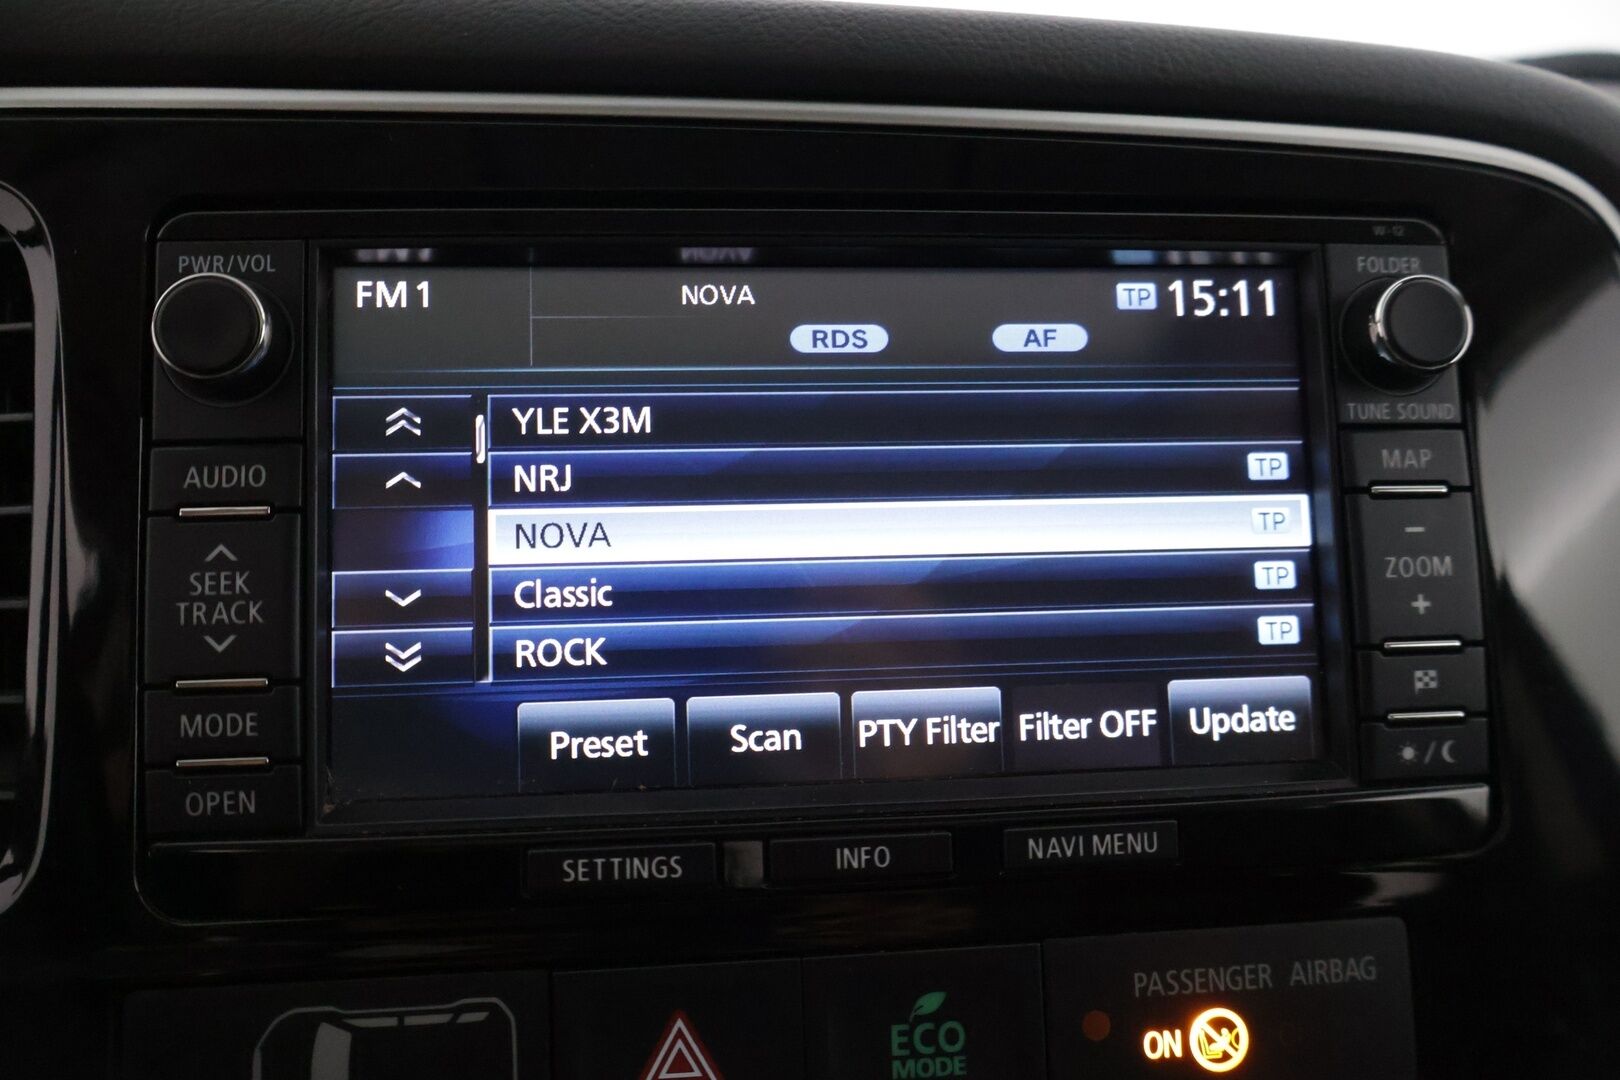 W-12
PWR/VOL
FOLDER
FM 1
NOVA
TP 15:11
RDS
AF
TUNE SOUND
YLE X3M
NRJ TP
NOVA TP
Classic TP
ROCK TP
Preset
Scan
PTY Filter
Filter OFF
Update
AUDIO
SEEK
TRACK
MODE
OPEN
MAP
-
ZOOM
+
SETTINGS
INFO
NAVI MENU
PASSENGER AIRBAG
ON
ECO
MODE